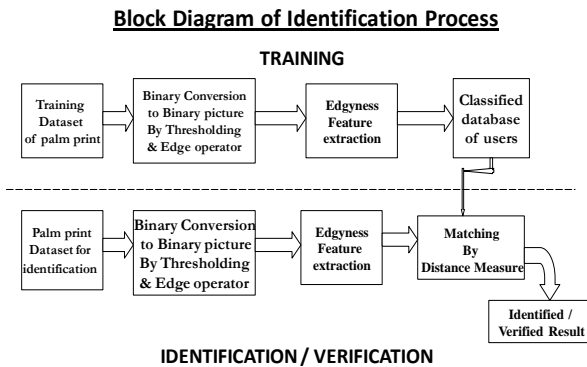 Block Diagram of Identification Process
TRAINING
Training
Dataset
of palm print
Binary Conversion
to Binary picture
By Thresholding
& Edge operator
Edgyness
Feature
extraction
Classified
database
of users
Palm print
Dataset for
identification
Binary Conversion
to Binary picture
By Thresholding
& Edge operator
Edgyness
Feature
extraction
Matching
By
Distance Measure
Identified /
Verified Result
IDENTIFICATION / VERIFICATION